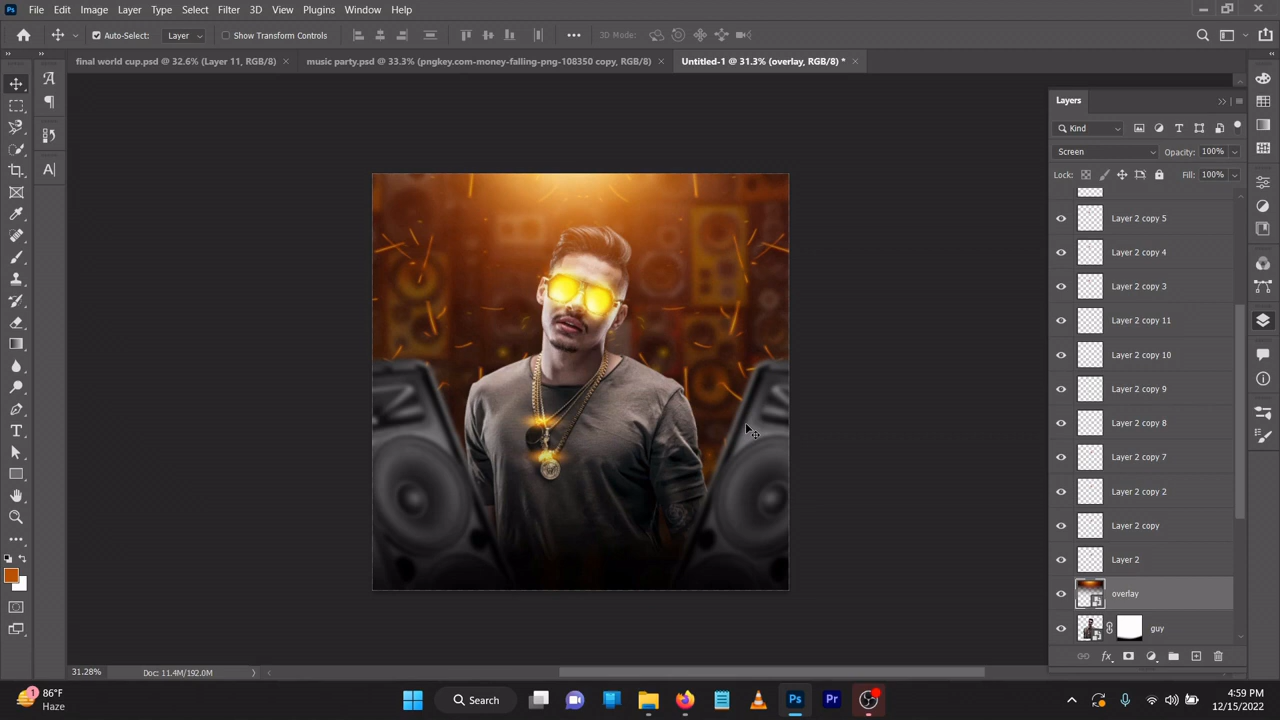 Ps File Edit Image Layer Type Select Filter 3D View Plugins Window Help
Auto-Select: Layer Show Transform Controls 3D Mode:
final world cup.psd @ 32.6% (Layer 11, RGB/8) × music party.psd @ 33.3% (pngkey.com-money-falling-png-108350 copy, RGB/8) × Untitled-1 @ 31.3% (overlay, RGB/8) * ×
Layers
Kind
Screen Opacity: 100%
Lock: Fill: 100%
Layer 2 copy 5
Layer 2 copy 4
Layer 2 copy 3
Layer 2 copy 11
Layer 2 copy 10
Layer 2 copy 9
Layer 2 copy 8
Layer 2 copy 7
Layer 2 copy 2
Layer 2 copy
Layer 2
overlay
guy
fx
31.28% Doc: 11.4M/192.0M
1 86°F
Haze
Search
Ps Pr
4:59 PM
12/15/2022